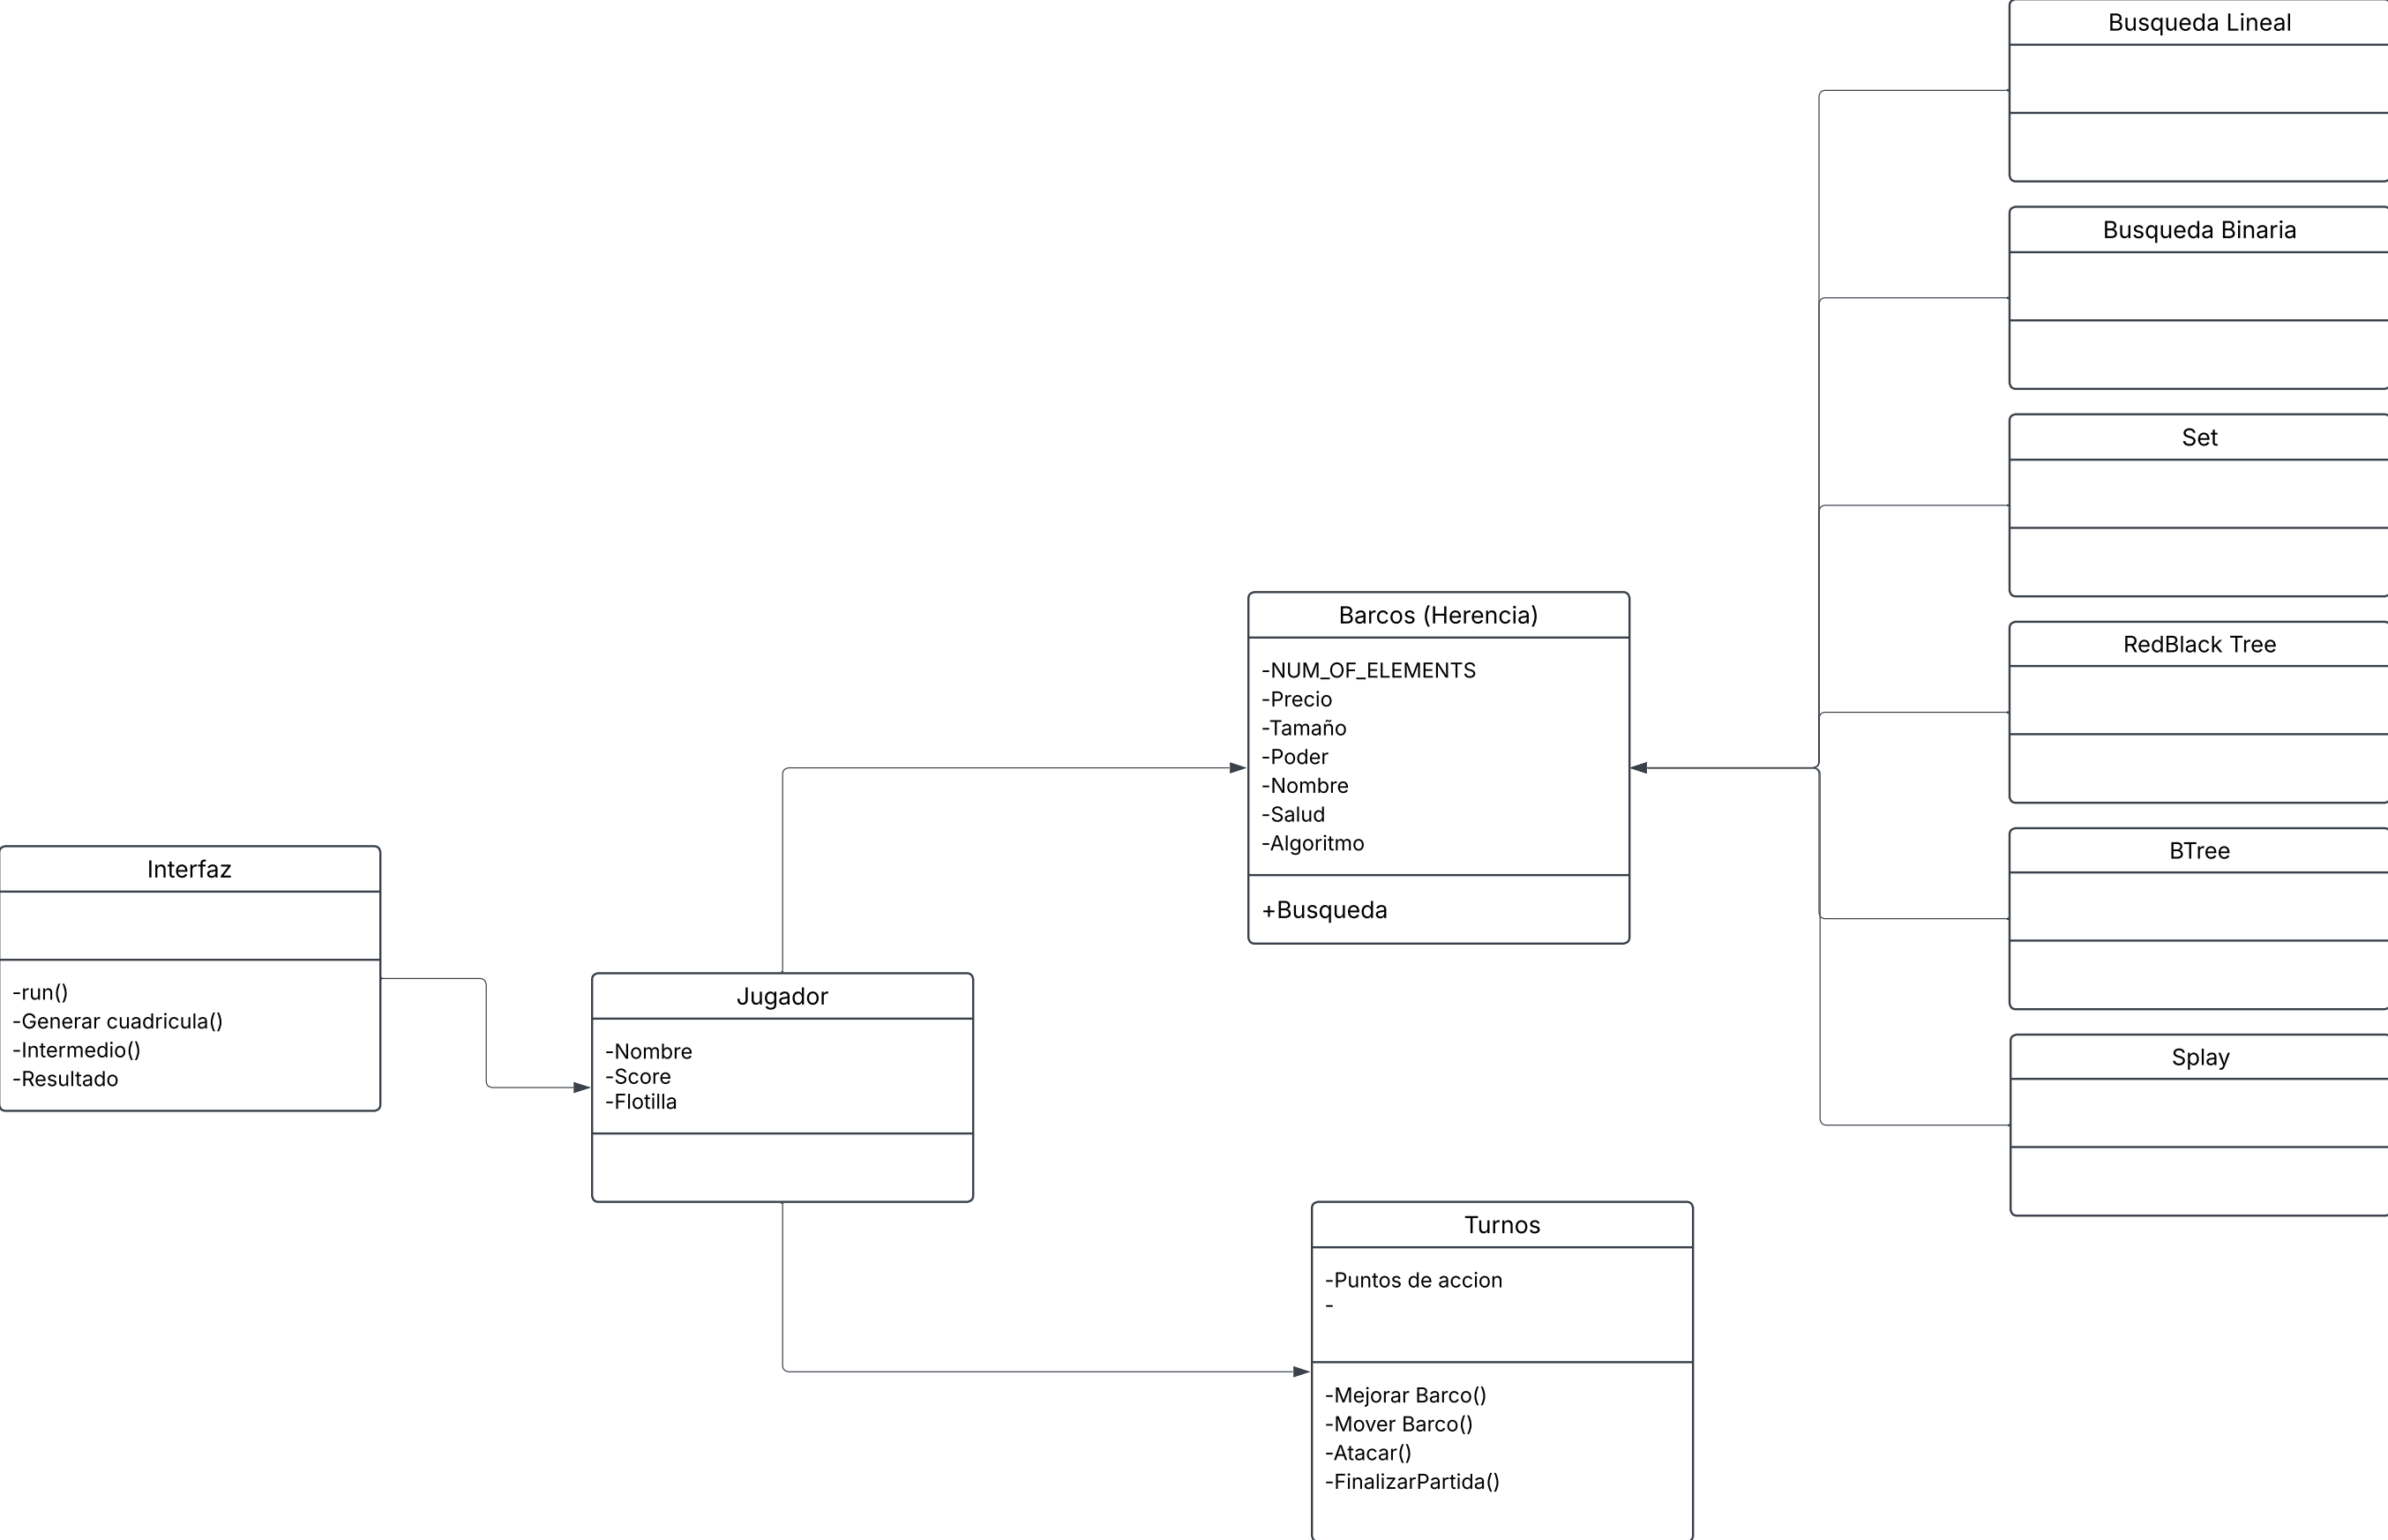 Busqueda Lineal
Busqueda Binaria
Set
RedBlack Tree
BTree
Splay
Barcos (Herencia)
-NUM_OF_ELEMENTS
-Precio
-Tamaño
-Poder
-Nombre
-Salud
-Algoritmo
+Busqueda
Interfaz
-run()
-Generar cuadricula()
-Intermedio()
-Resultado
Jugador
-Nombre
-Score
-Flotilla
Turnos
-Puntos de accion
-
-Mejorar Barco()
-Mover Barco()
-Atacar()
-FinalizarPartida()